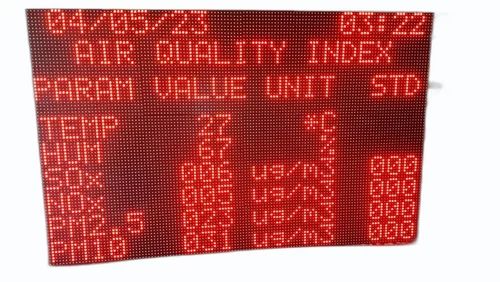 04/05/23 03:22
AIR QUALITY INDEX
PARAM VALUE UNIT STD
TEMP 27 *C
HUM 67 %
SOx 006 ug/m3 000
NOx 005 ug/m3 000
PM2.5 023 ug/m3 000
PM10 031 ug/m3 000